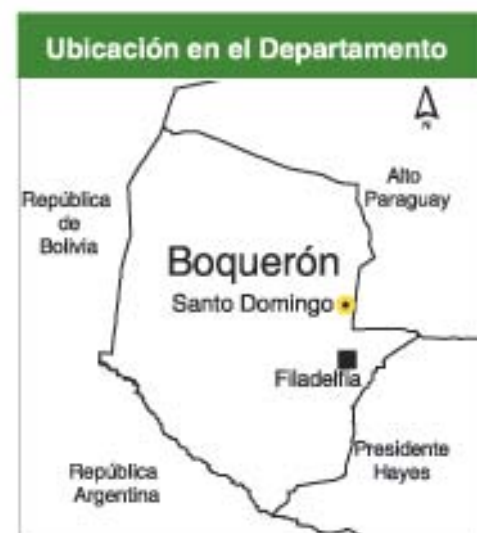 Ubicación en el Departamento
N
Alto
Paraguay
República
de
Bolivia
Boquerón
Santo Domingo
Filadelfia
Presidente
Hayes
República
Argentina